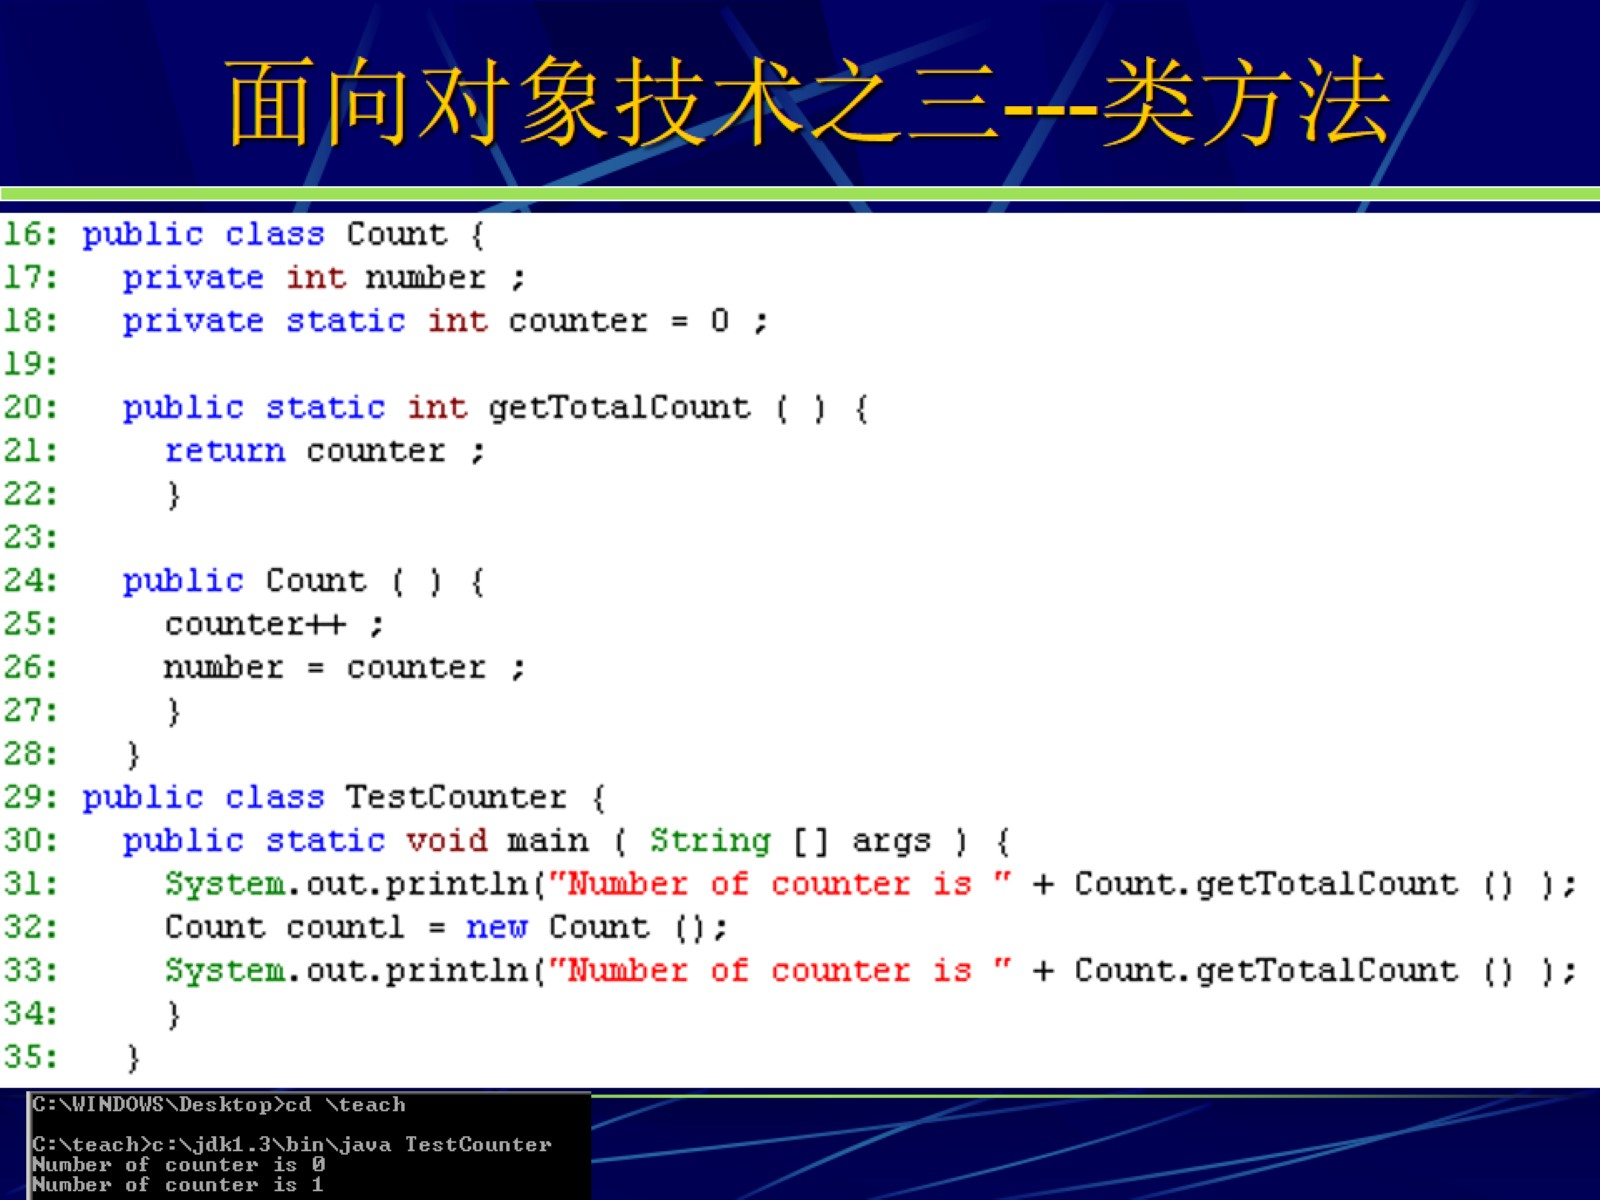 面向对象技术之三---类方法
16: public class Count {
17:   private int number ;
18:   private static int counter = 0 ;
19:
20:   public static int getTotalCount ( ) {
21:     return counter ;
22:     }
23:
24:   public Count ( ) {
25:     counter++ ;
26:     number = counter ;
27:     }
28:   }
29: public class TestCounter {
30:   public static void main ( String [] args ) {
31:     System.out.println("Number of counter is " + Count.getTotalCount () );
32:     Count count1 = new Count ();
33:     System.out.println("Number of counter is " + Count.getTotalCount () );
34:     }
35:   }
C:\WINDOWS\Desktop>cd \teach
C:\teach>c:\jdk1.3\bin\java TestCounter
Number of counter is 0
Number of counter is 1